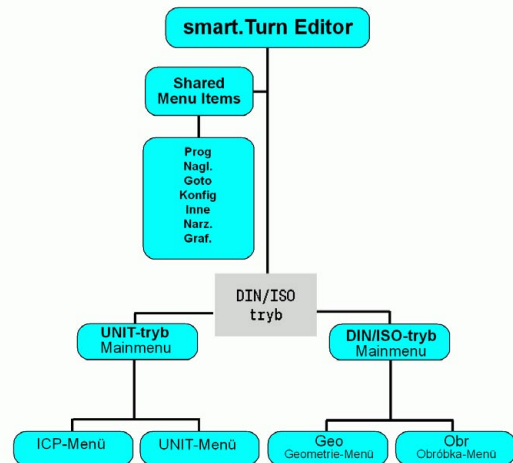 smart.Turn Editor
Shared
Menu Items
Prog
Nagl.
Goto
Konfig
Inne
Narz.
Graf.
DIN/ISO
tryb
UNIT-tryb
Mainmenu
DIN/ISO-tryb
Mainmenu
ICP-Menü
UNIT-Menü
Geo
Geometrie-Menü
Obr
Obróbka-Menü